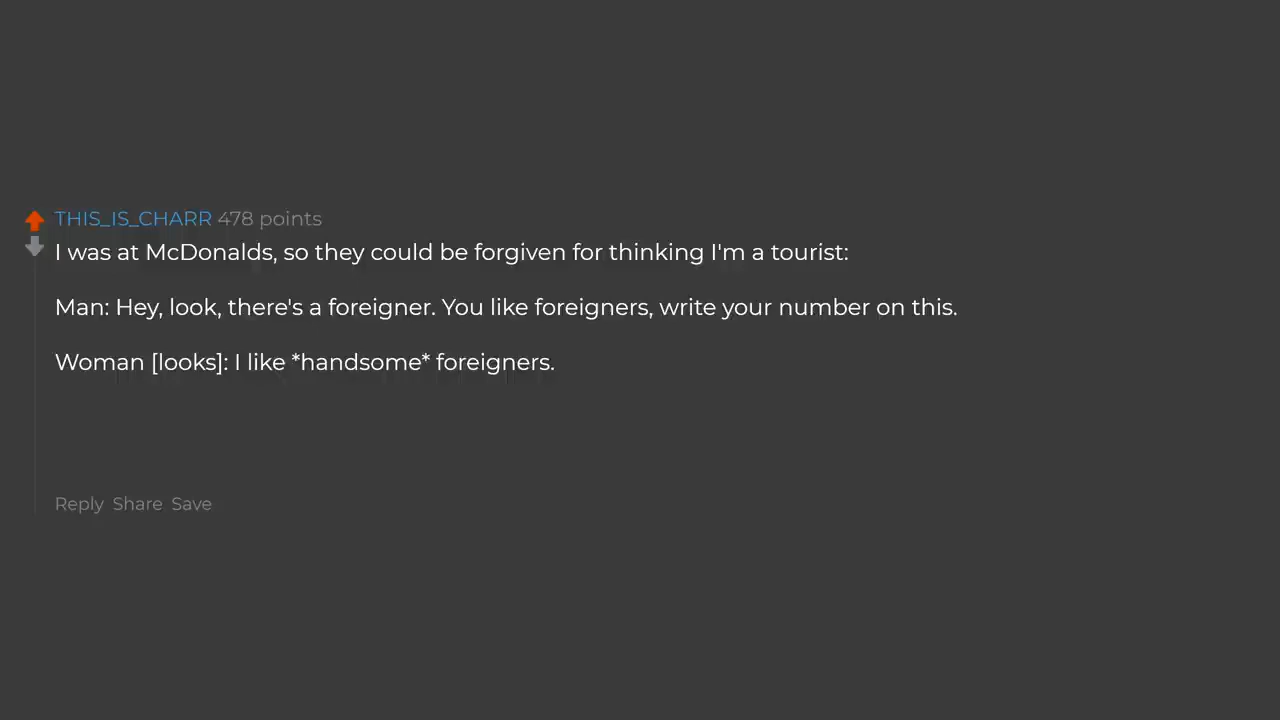 THIS_IS_CHARR 478 points
I was at McDonalds, so they could be forgiven for thinking I'm a tourist:
Man: Hey, look, there's a foreigner. You like foreigners, write your number on this.
Woman [looks]: I like *handsome* foreigners.
Reply Share Save